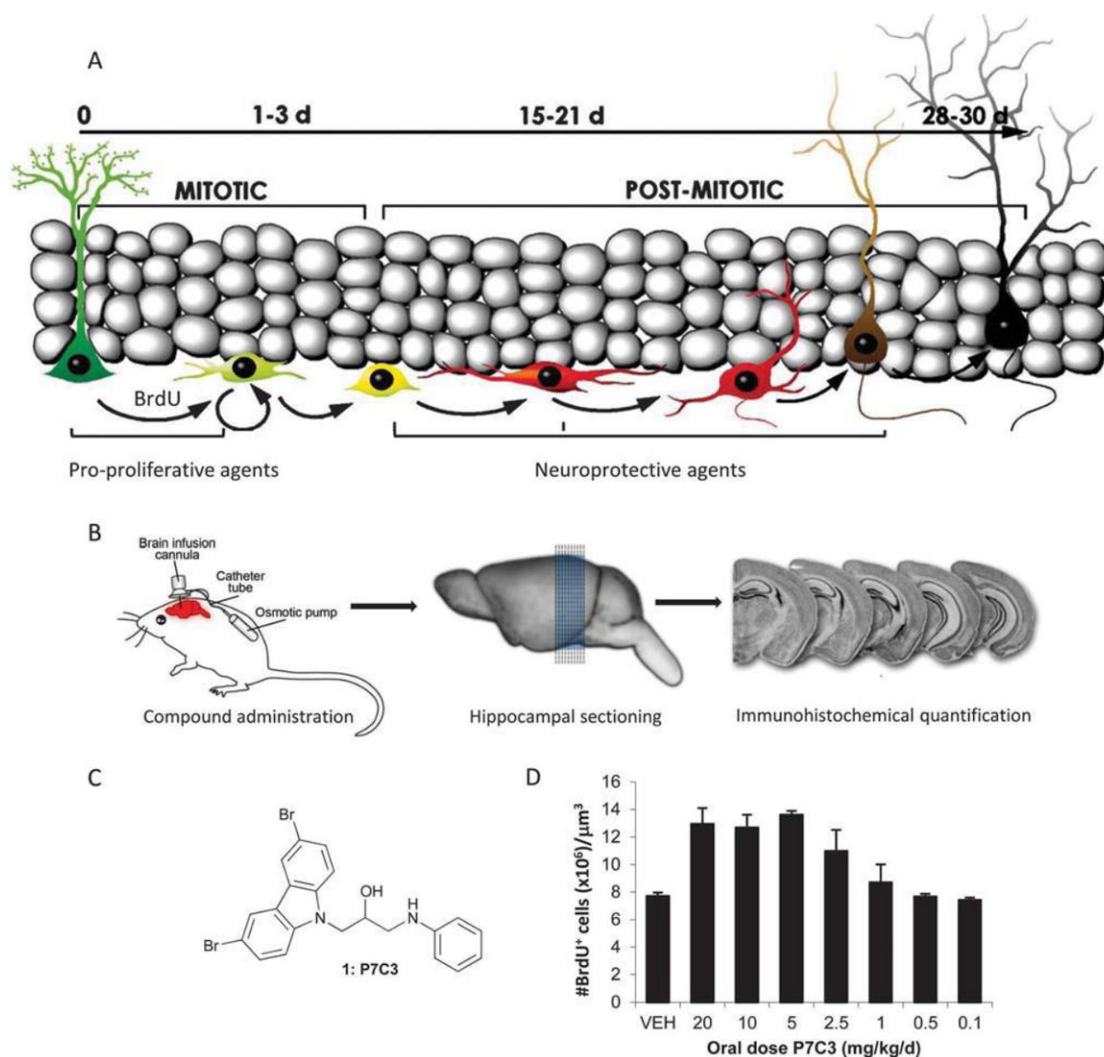 A
0 1-3 d 15-21 d 28-30 d
MITOTIC POST-MITOTIC
BrdU
Pro-proliferative agents Neuroprotective agents
B
Brain infusion
cannula
Catheter
tube
Osmotic pump
Compound administration Hippocampal sectioning Immunohistochemical quantification
C
Br
OH
H
N
N
Br
1: P7C3
D
#BrdU⁺ cells (x10⁶)/μm³
16
14
12
10
8
6
4
2
0
VEH 20 10 5 2.5 1 0.5 0.1
Oral dose P7C3 (mg/kg/d)